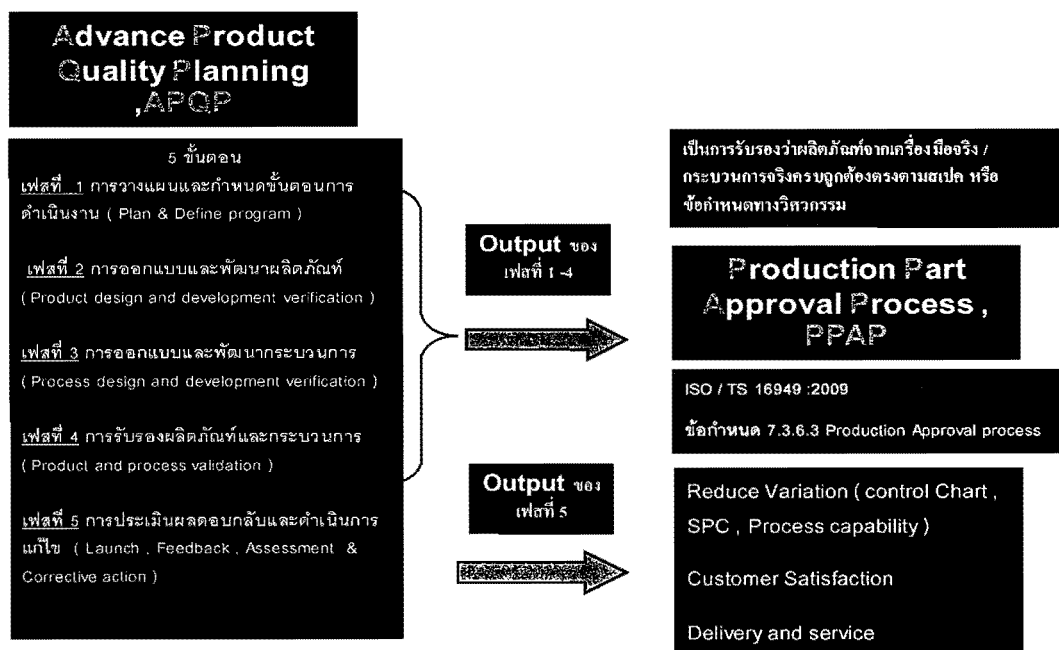 Advance Product
Quality Planning
,APQP
5 ขั้นตอน
เฟสที่ 1 การวางแผนและกำหนดขั้นตอนการ
ดำเนินงาน ( Plan & Define program )
เฟสที่ 2 การออกแบบและพัฒนาผลิตภัณฑ์
( Product design and development verification )
เฟสที่ 3 การออกแบบและพัฒนากระบวนการ
( Process design and development verification )
เฟสที่ 4 การรับรองผลิตภัณฑ์และกระบวนการ
( Product and process validation )
เฟสที่ 5 การประเมินผลตอบกลับและดำเนินการ
แก้ไข ( Launch , Feedback , Assessment &
Corrective action )
Output ของ
เฟสที่ 1 -4
Output ของ
เฟสที่ 5
เป็นการรับรองว่าผลิตภัณฑ์จากเครื่องมือจริง /
กระบวนการจริงครบถูกต้องตรงตามสเปค หรือ
ข้อกำหนดทางวิศวกรรม
Production Part
Approval Process ,
PPAP
ISO / TS 16949 :2009
ข้อกำหนด 7.3.6.3 Production Approval process
Reduce Variation ( control Chart ,
SPC , Process capability )
Customer Satisfaction
Delivery and service